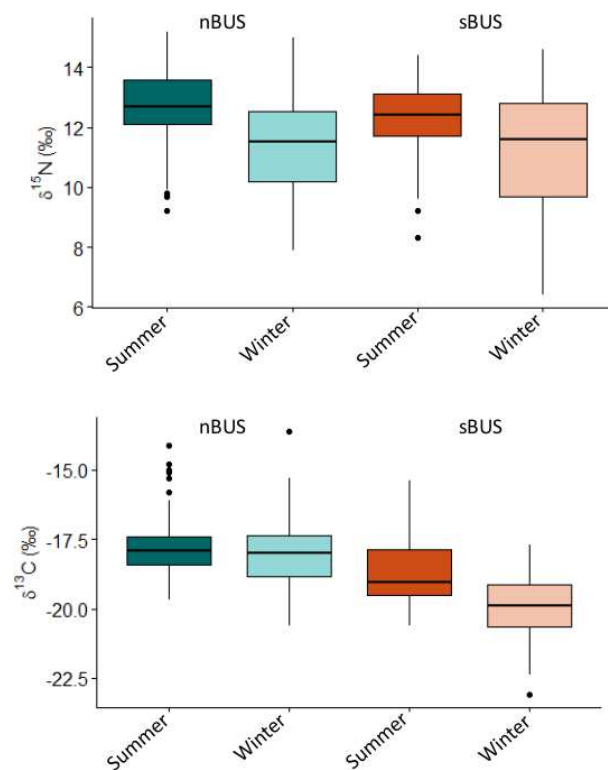 nBUS sBUS
δ15N (‰)
14
12
10
8
6
Summer Winter Summer Winter
nBUS sBUS
δ13C (‰)
-15.0
-17.5
-20.0
-22.5
Summer Winter Summer Winter